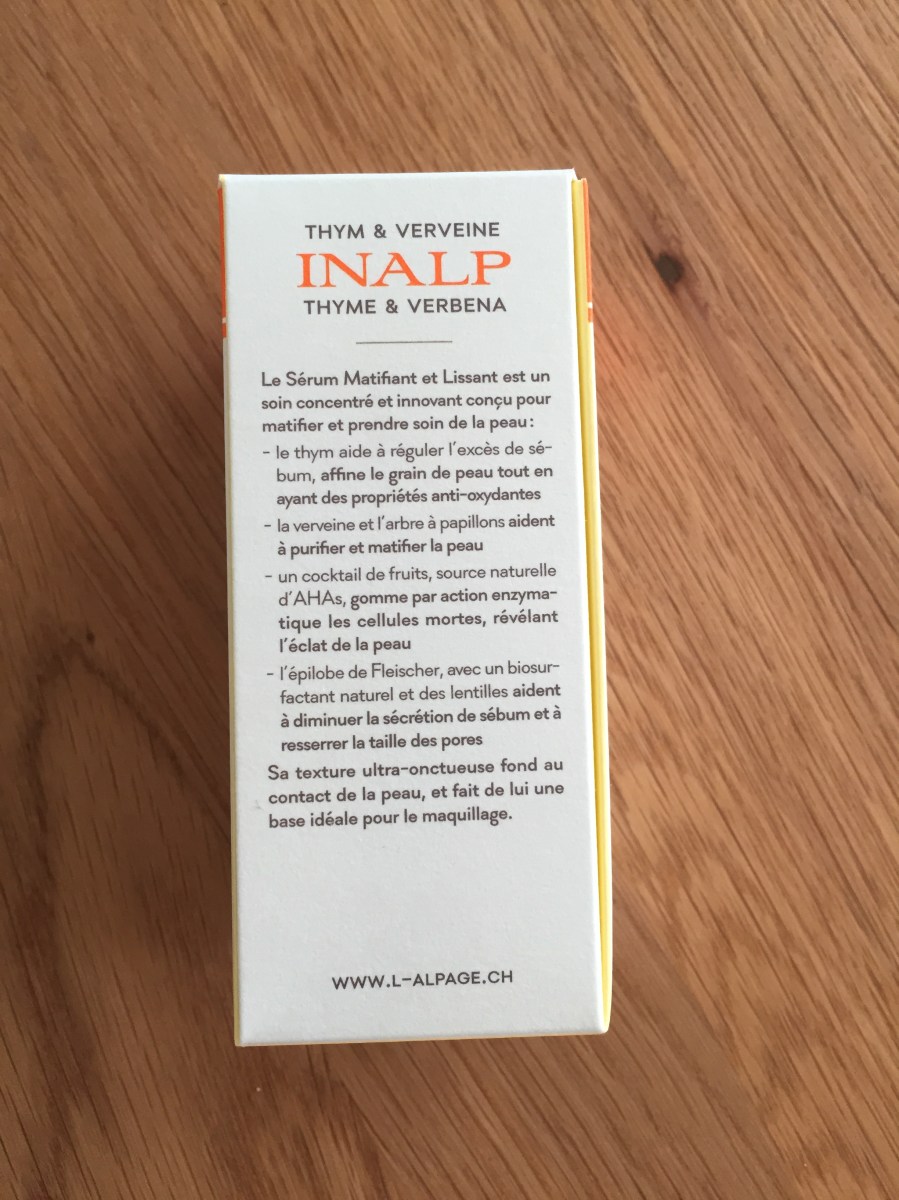 THYM & VERVEINE
INALP
THYME & VERBENA
Le Sérum Matifiant et Lissant est un
soin concentré et innovant conçu pour
matifier et prendre soin de la peau :
- le thym aide à réguler l'excès de sé-
bum, affine le grain de peau tout en
ayant des propriétés anti-oxydantes
- la verveine et l'arbre à papillons aident
à purifier et matifier la peau
- un cocktail de fruits, source naturelle
d'AHAs, gomme par action enzyma-
tique les cellules mortes, révélant
l'éclat de la peau
- l'épilobe de Fleischer, avec un biosur-
factant naturel et des lentilles aident
à diminuer la sécrétion de sébum et à
resserrer la taille des pores
Sa texture ultra-onctueuse fond au
contact de la peau, et fait de lui une
base idéale pour le maquillage.
WWW.L-ALPAGE.CH